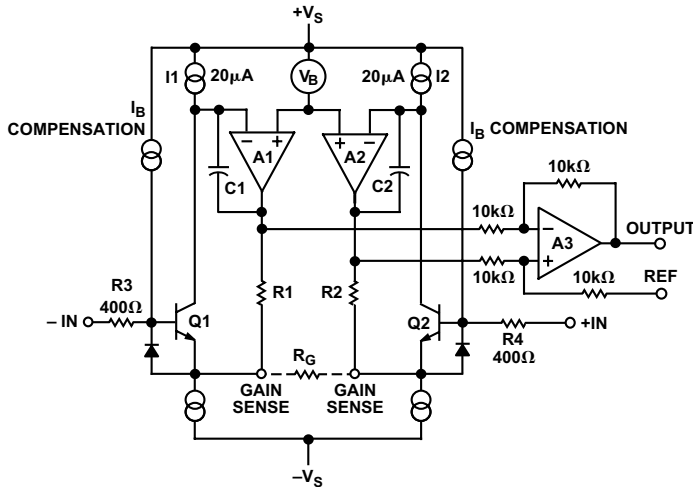 +VS
I1
20µA
VB
20µA
I2
IB
COMPENSATION
IB COMPENSATION
− +
A1
+ −
A2
C1
C2
10kΩ
10kΩ
−
A3
+
OUTPUT
10kΩ
10kΩ
REF
R3
400Ω
R1
R2
− IN
Q1
Q2
+IN
R4
400Ω
RG
GAIN
SENSE
GAIN
SENSE
−VS